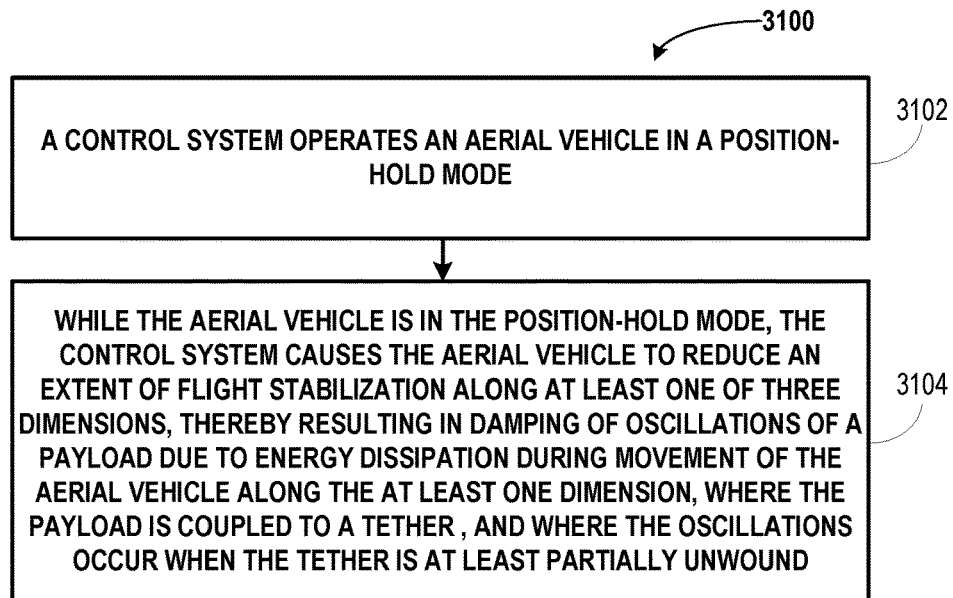 3100
A CONTROL SYSTEM OPERATES AN AERIAL VEHICLE IN A POSITION-
HOLD MODE
3102
WHILE THE AERIAL VEHICLE IS IN THE POSITION-HOLD MODE, THE
CONTROL SYSTEM CAUSES THE AERIAL VEHICLE TO REDUCE AN
EXTENT OF FLIGHT STABILIZATION ALONG AT LEAST ONE OF THREE
DIMENSIONS, THEREBY RESULTING IN DAMPING OF OSCILLATIONS OF A
PAYLOAD DUE TO ENERGY DISSIPATION DURING MOVEMENT OF THE
AERIAL VEHICLE ALONG THE AT LEAST ONE DIMENSION, WHERE THE
PAYLOAD IS COUPLED TO A TETHER , AND WHERE THE OSCILLATIONS
OCCUR WHEN THE TETHER IS AT LEAST PARTIALLY UNWOUND
3104